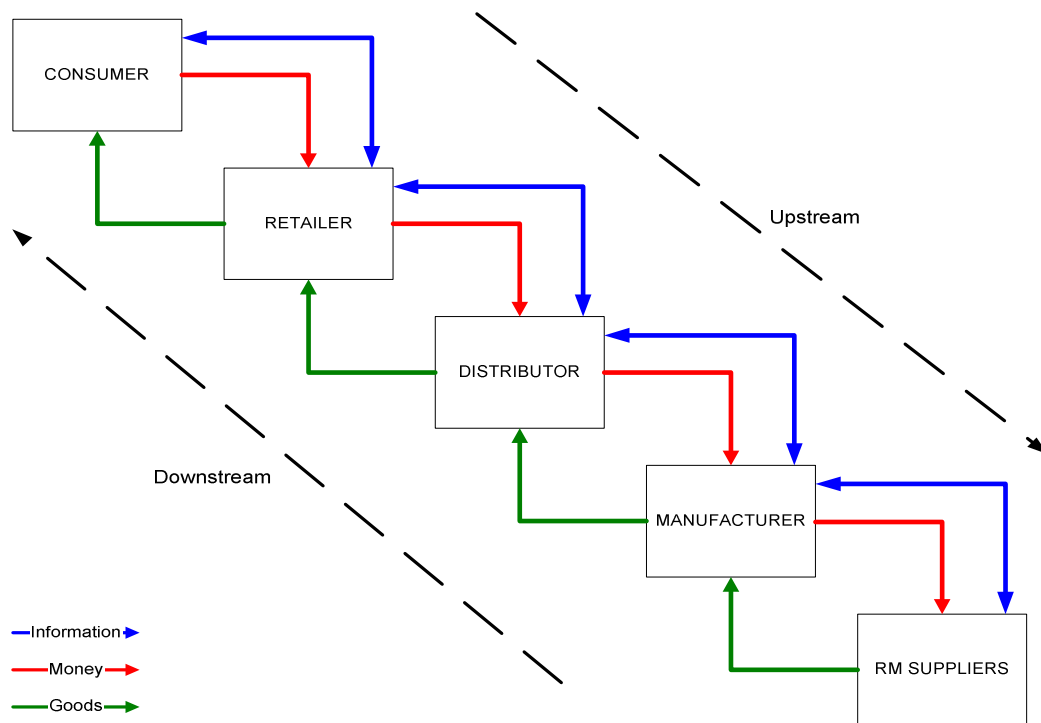 CONSUMER
RETAILER
Upstream
DISTRIBUTOR
Downstream
MANUFACTURER
Information
Money
RM SUPPLIERS
Goods